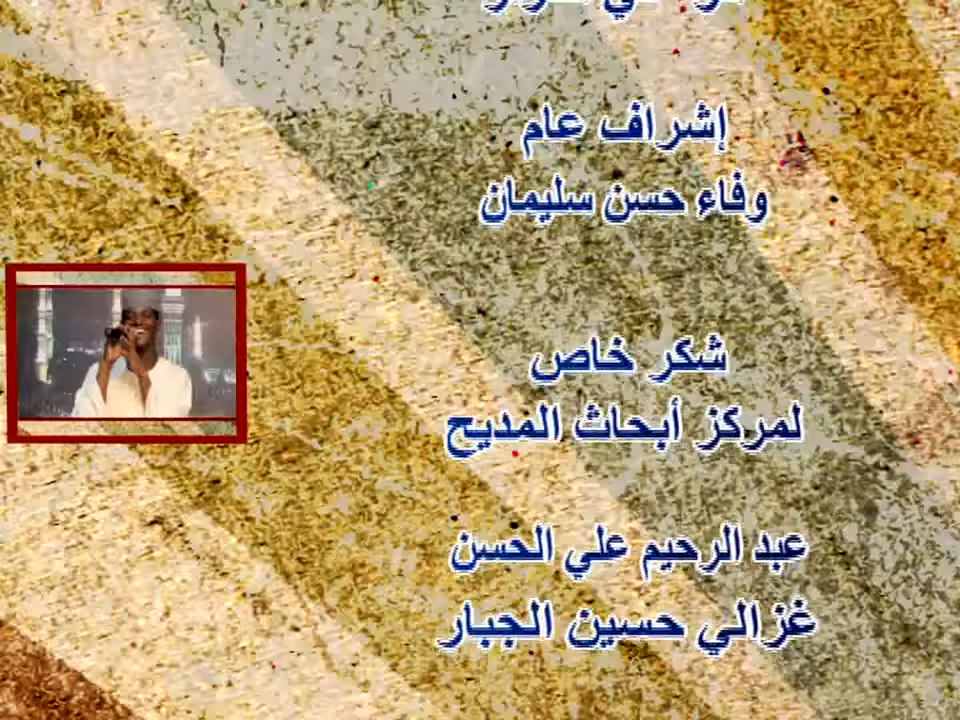 إشراف عام
وفاء حسن سليمان
شكر خاص
لمركز أبحاث المديح
عبد الرحيم علي الحسن
غزالي حسين الجبار